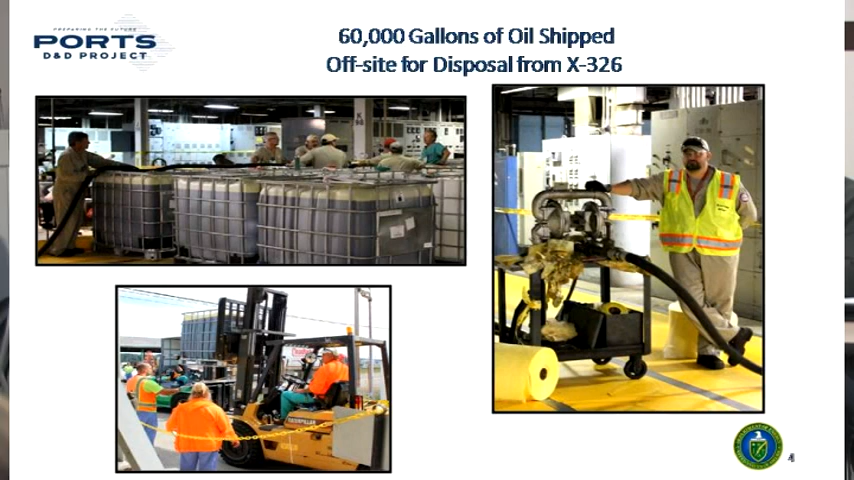 PREPARING THE FUTURE
PORTS
D&D PROJECT
60,000 Gallons of Oil Shipped
Off-site for Disposal from X-326
CATERPILLAR
4